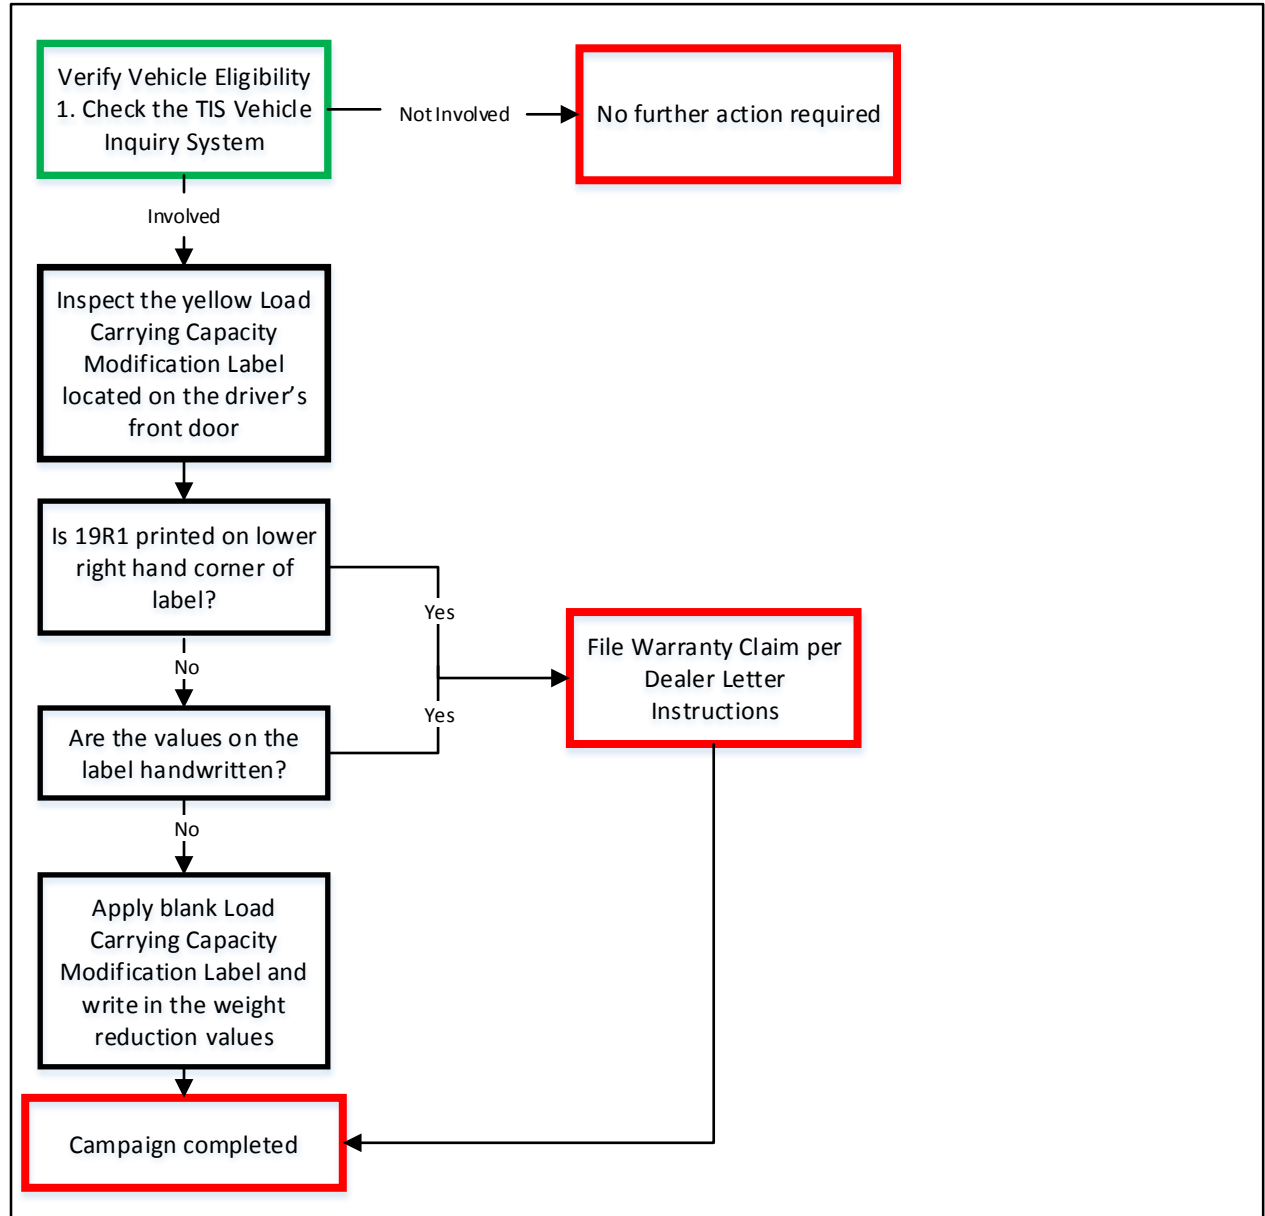 Verify Vehicle Eligibility
1. Check the TIS Vehicle
Inquiry System
Not Involved
No further action required
Involved
Inspect the yellow Load
Carrying Capacity
Modification Label
located on the driver’s
front door
Is 19R1 printed on lower
right hand corner of
label?
Yes
No
File Warranty Claim per
Dealer Letter
Instructions
Are the values on the
label handwritten?
Yes
No
Apply blank Load
Carrying Capacity
Modification Label and
write in the weight
reduction values
Campaign completed